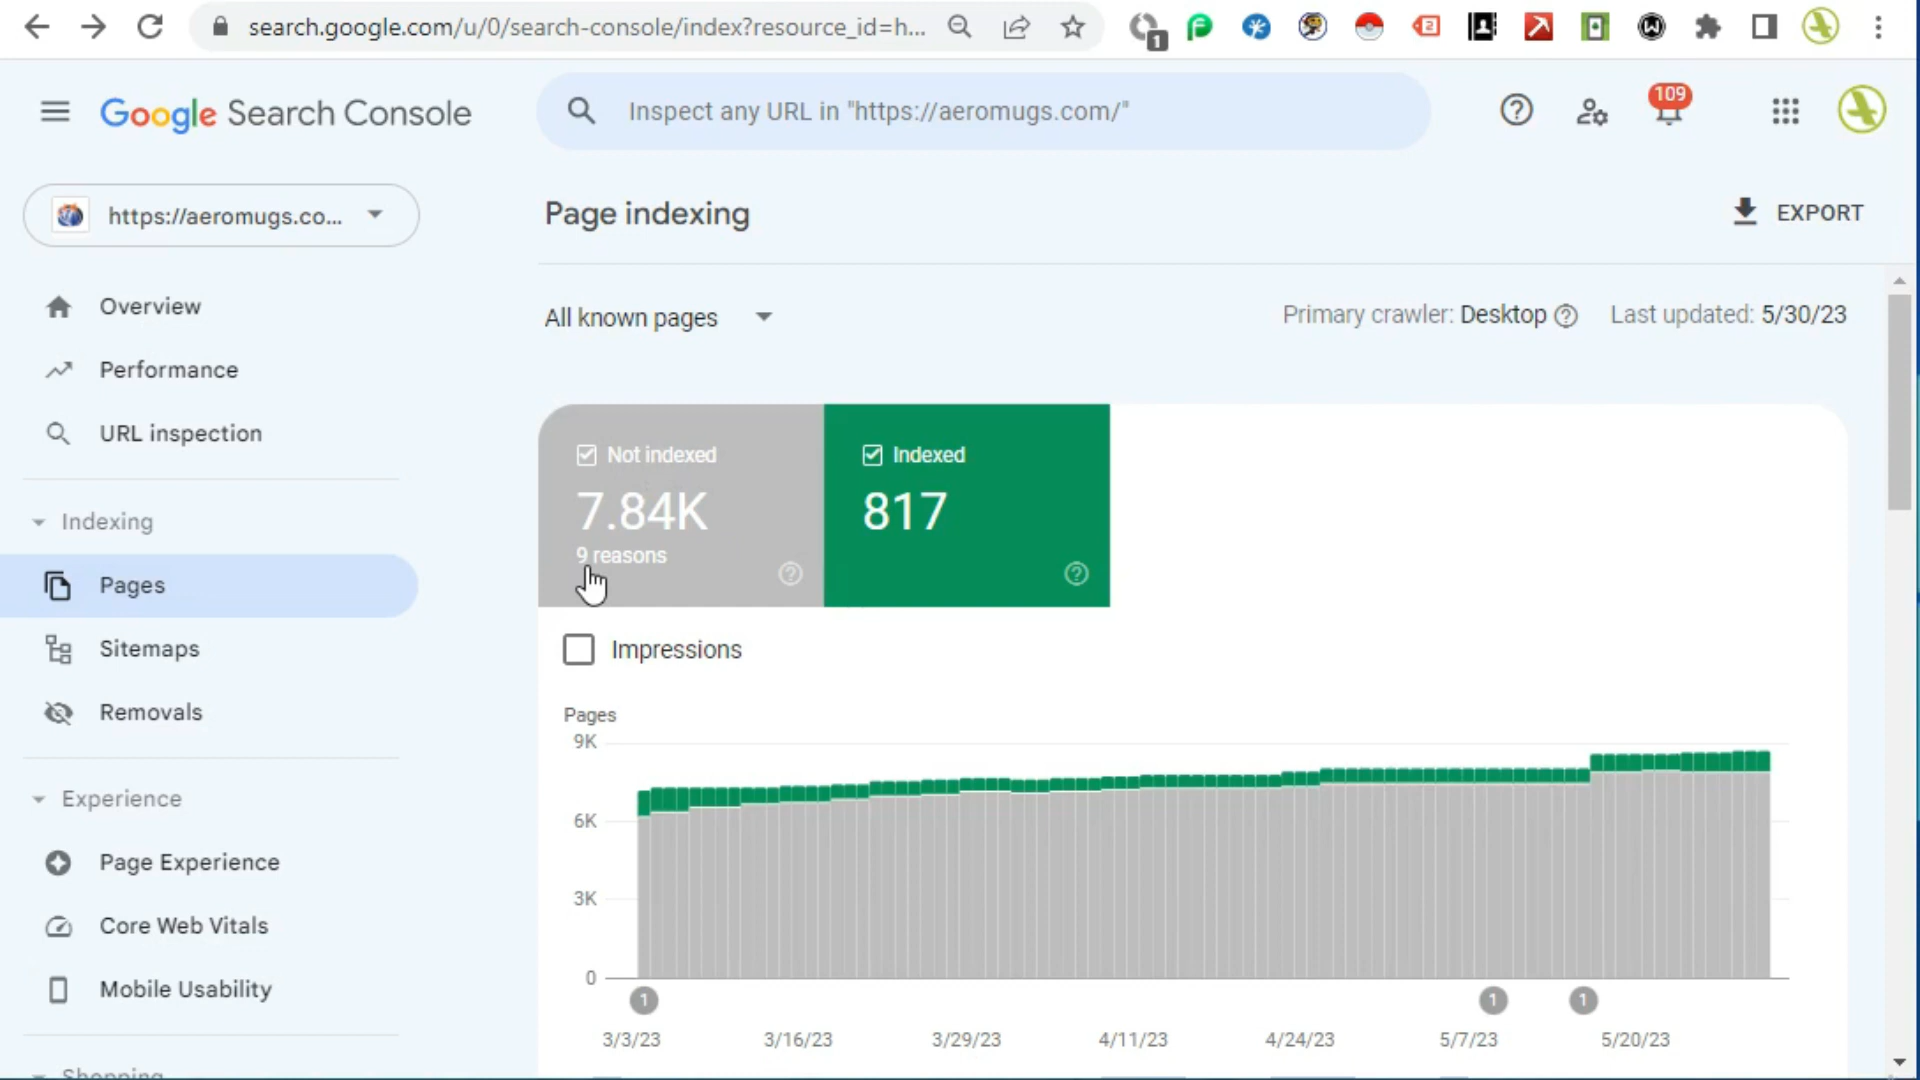 search.google.com/u/0/search-console/index?resource_id=h...
1
2
Google Search Console
Inspect any URL in "https://aeromugs.com/"
109
https://aeromugs.co...
Page indexing
EXPORT
Overview
Performance
URL inspection
Indexing
Pages
Sitemaps
Removals
Experience
Page Experience
Core Web Vitals
Mobile Usability
Shopping
All known pages
Primary crawler: Desktop
Last updated: 5/30/23
Not indexed
7.84K
9 reasons
Indexed
817
Impressions
Pages
9K
6K
3K
0
1 1 1
3/3/23 3/16/23 3/29/23 4/11/23 4/24/23 5/7/23 5/20/23